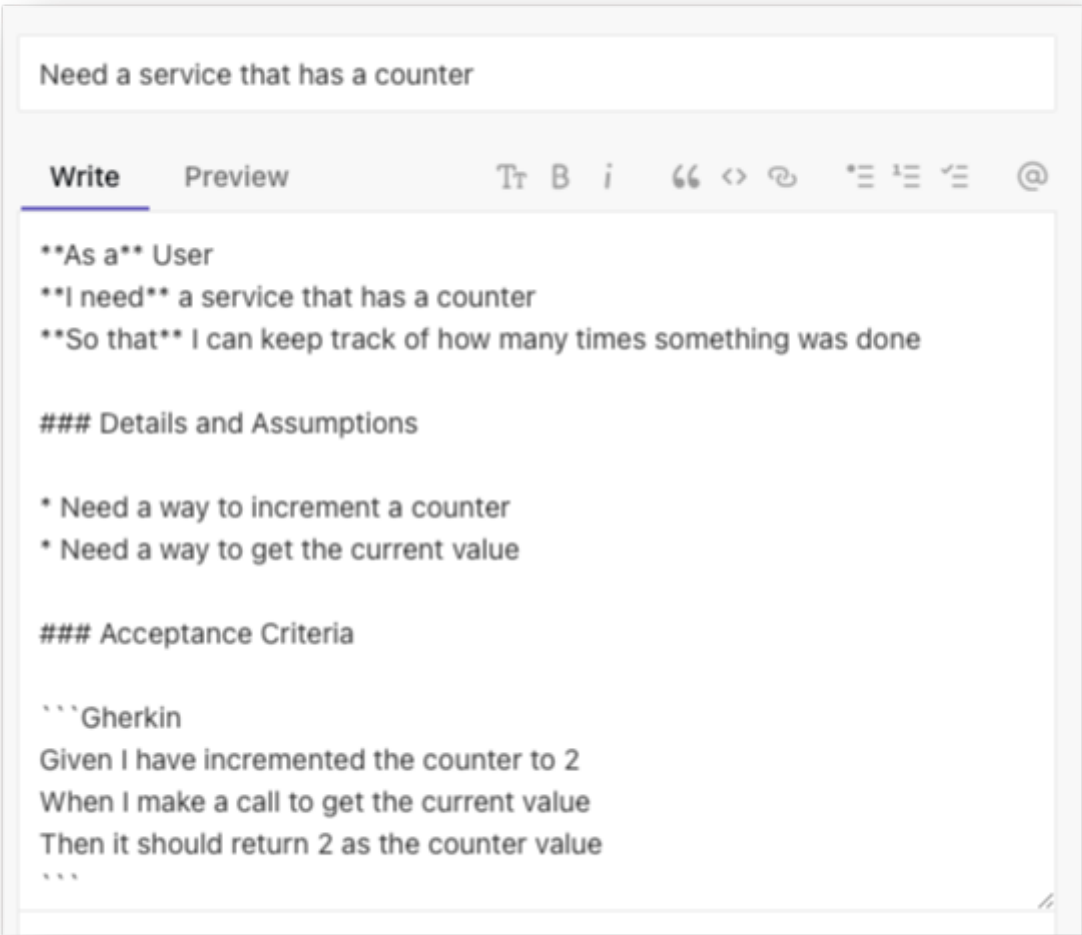 Need a service that has a counter
Write Preview
**As a** User
**I need** a service that has a counter
**So that** I can keep track of how many times something was done
### Details and Assumptions
* Need a way to increment a counter
* Need a way to get the current value
### Acceptance Criteria
```Gherkin
Given I have incremented the counter to 2
When I make a call to get the current value
Then it should return 2 as the counter value
```